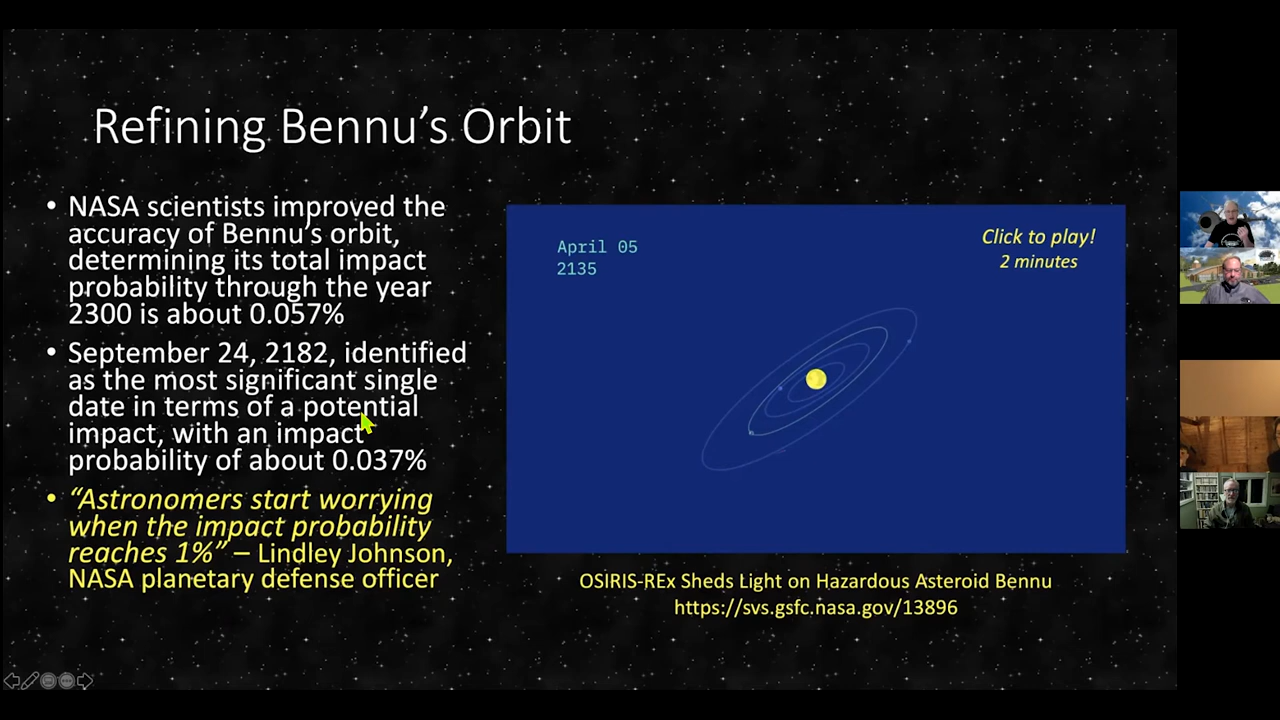 Refining Bennu's Orbit
• NASA scientists improved the
accuracy of Bennu's orbit,
determining its total impact
probability through the year
2300 is about 0.057%
• September 24, 2182, identified
as the most significant single
date in terms of a potential
impact, with an impact
probability of about 0.037%
• “Astronomers start worrying
when the impact probability
reaches 1%” – Lindley Johnson,
NASA planetary defense officer
April 05
2135
Click to play!
2 minutes
OSIRIS-REx Sheds Light on Hazardous Asteroid Bennu
https://svs.gsfc.nasa.gov/13896